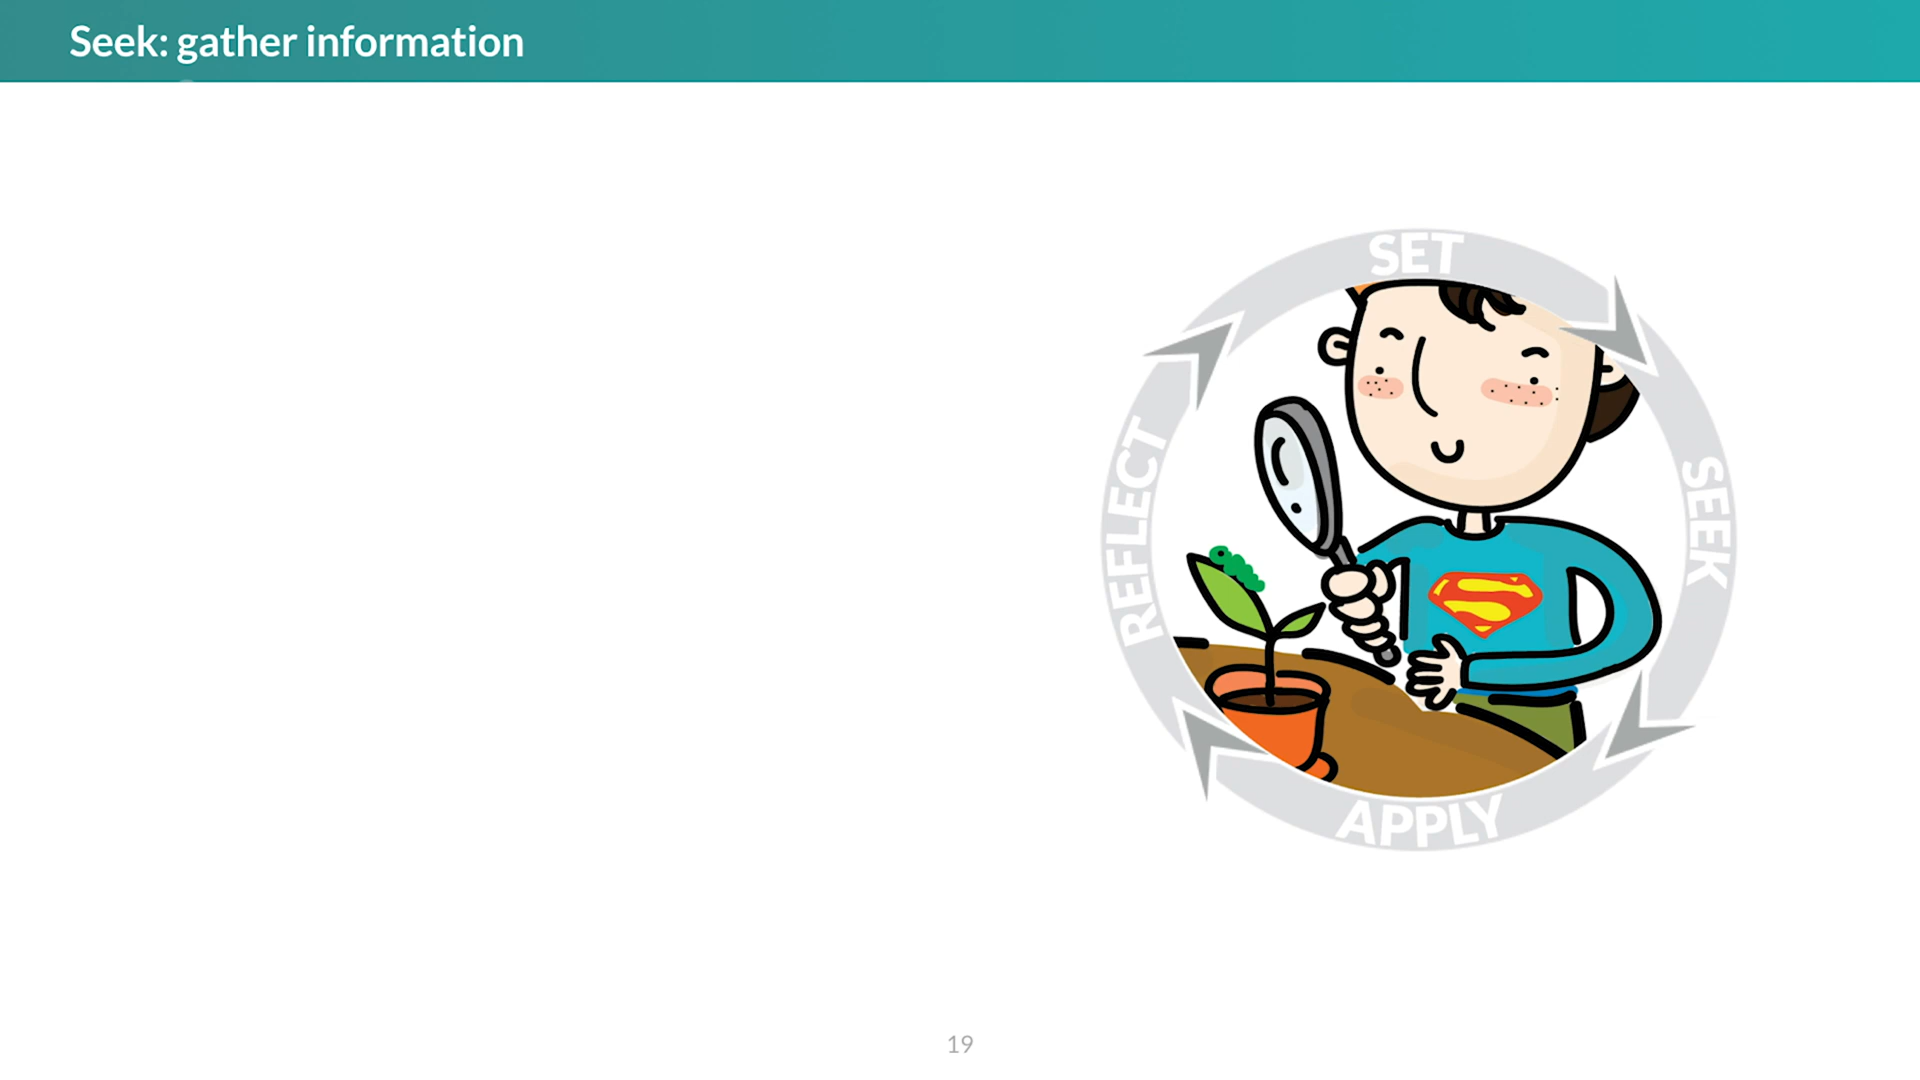 Seek: gather information
SET
SEEK
APPLY
REFLECT
19